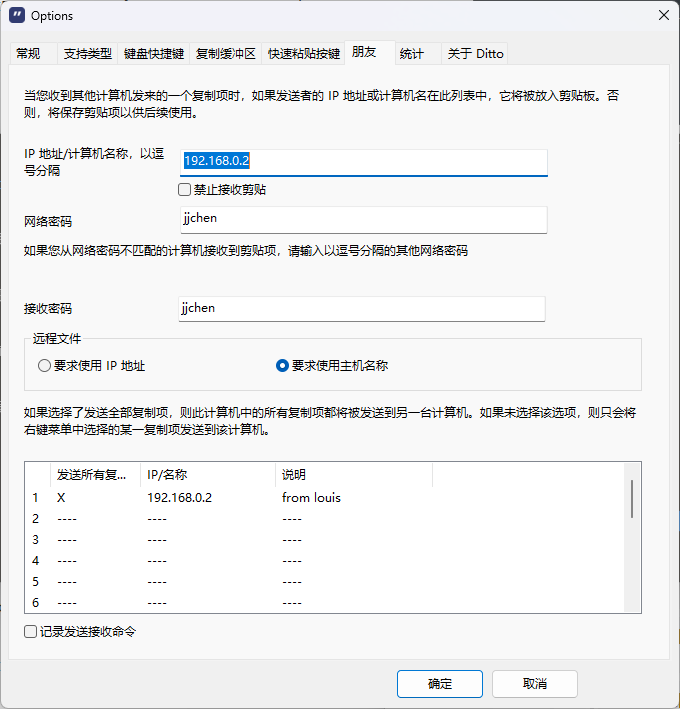 Options
常规 支持类型 键盘快捷键 复制缓冲区 快速粘贴按键 朋友 统计 关于 Ditto
当您收到其他计算机发来的一个复制项时，如果发送者的 IP 地址或计算机名在此列表中，它将被放入剪贴板。否
则，将保存剪贴项以供后续使用。
IP 地址/计算机名称，以逗
号分隔
192.168.0.2
禁止接收剪贴
网络密码
jjchen
如果您从网络密码不匹配的计算机接收到剪贴项，请输入以逗号分隔的其他网络密码
接收密码
jjchen
远程文件
要求使用 IP 地址 要求使用主机名称
如果选择了发送全部复制项，则此计算机中的所有复制项都将被发送到另一台计算机。如果未选择该选项，则只会将
右键菜单中选择的某一复制项发送到该计算机。
发送所有复... IP/名称 说明
1 X 192.168.0.2 from louis
2 ---- ---- ----
3 ---- ---- ----
4 ---- ---- ----
5 ---- ---- ----
6 ---- ---- ----
记录发送接收命令
确定 取消